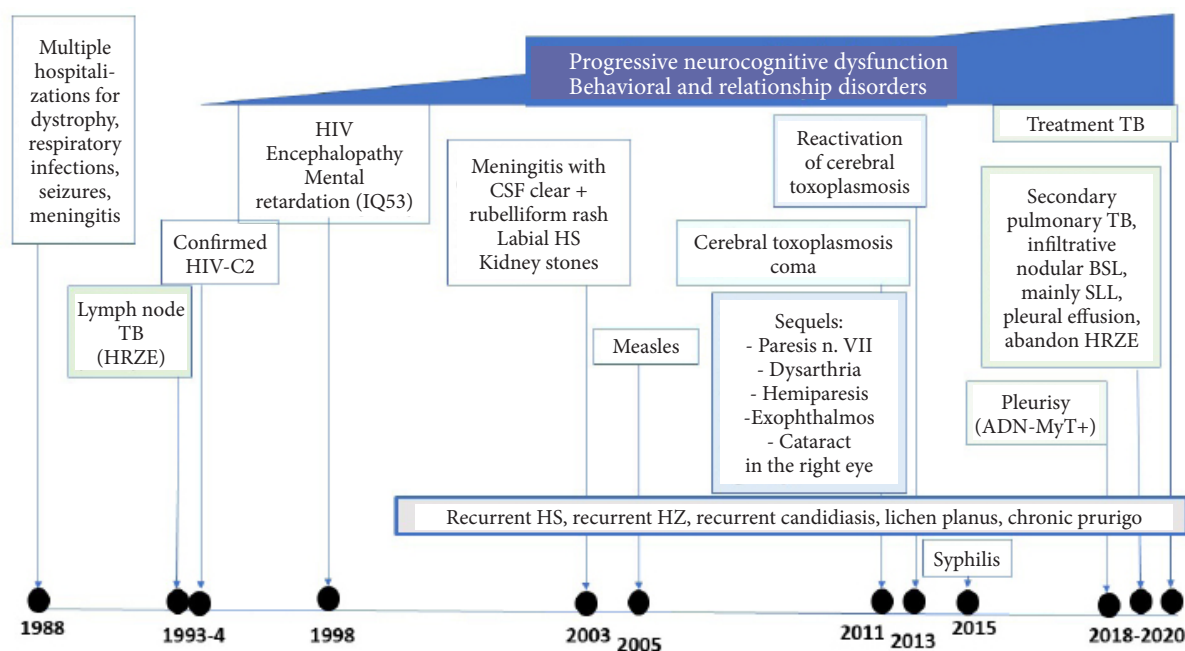 Multiple
hospitali-
zations for
dystrophy,
respiratory
infections,
seizures,
meningitis
Progressive neurocognitive dysfunction
Behavioral and relationship disorders
HIV
Encephalopathy
Mental
retardation (IQ53)
Confirmed
HIV-C2
Lymph node
TB
(HRZE)
Meningitis with
CSF clear +
rubelliform rash
Labial HS
Kidney stones
Measles
Reactivation
of cerebral
toxoplasmosis
Cerebral toxoplasmosis
coma
Sequels:
- Paresis n. VII
- Dysarthria
- Hemiparesis
-Exophthalmos
- Cataract
in the right eye
Treatment TB
Secondary
pulmonary TB,
infiltrative
nodular BSL,
mainly SLL,
pleural effusion,
abandon HRZE
Pleurisy
(ADN-MyT+)
Recurrent HS, recurrent HZ, recurrent candidiasis, lichen planus, chronic prurigo
Syphilis
1988
1993-4
1998
2003
2005
2011
2013
2015
2018-2020